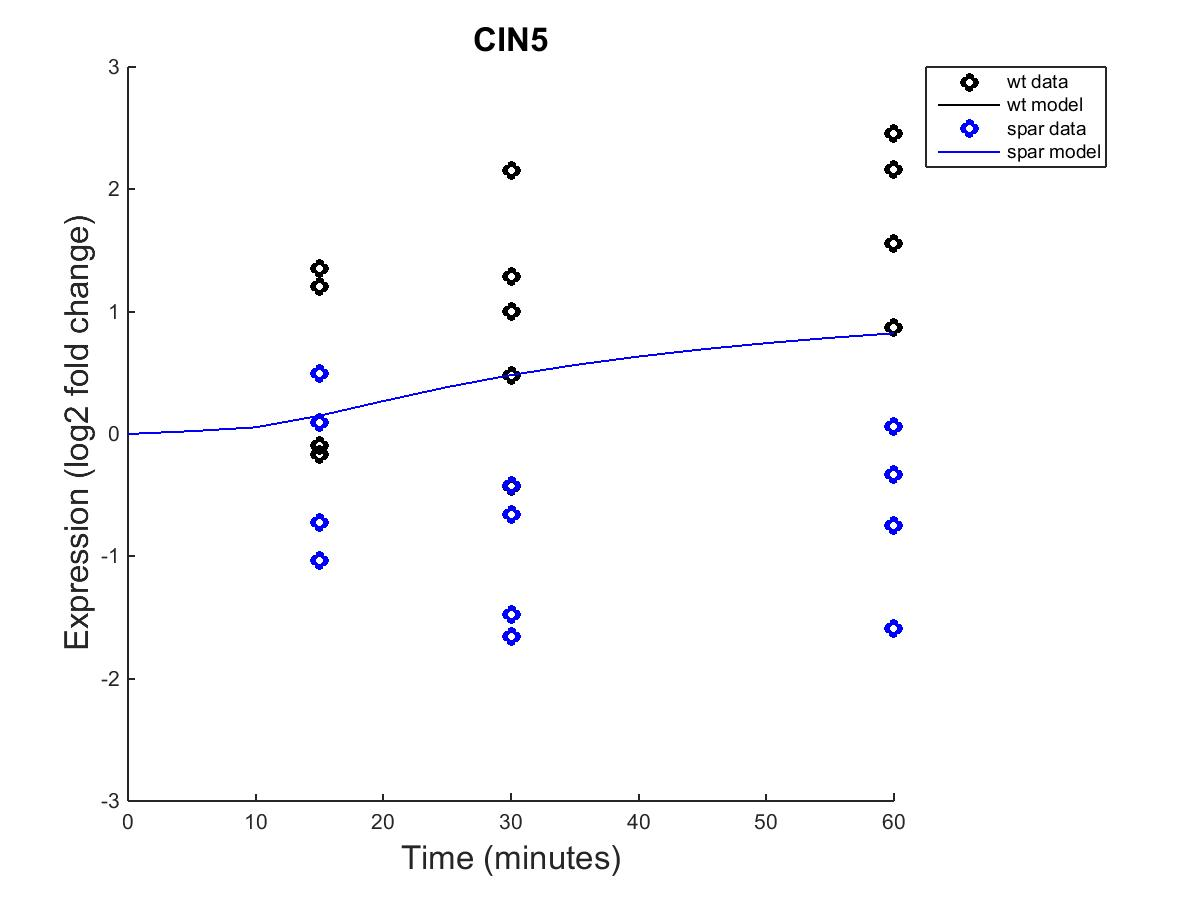 CIN5
3
2
1
0
-1
-2
-3
Expression (log2 fold change)
0 10 20 30 40 50 60
Time (minutes)
wt data
wt model
spar data
spar model